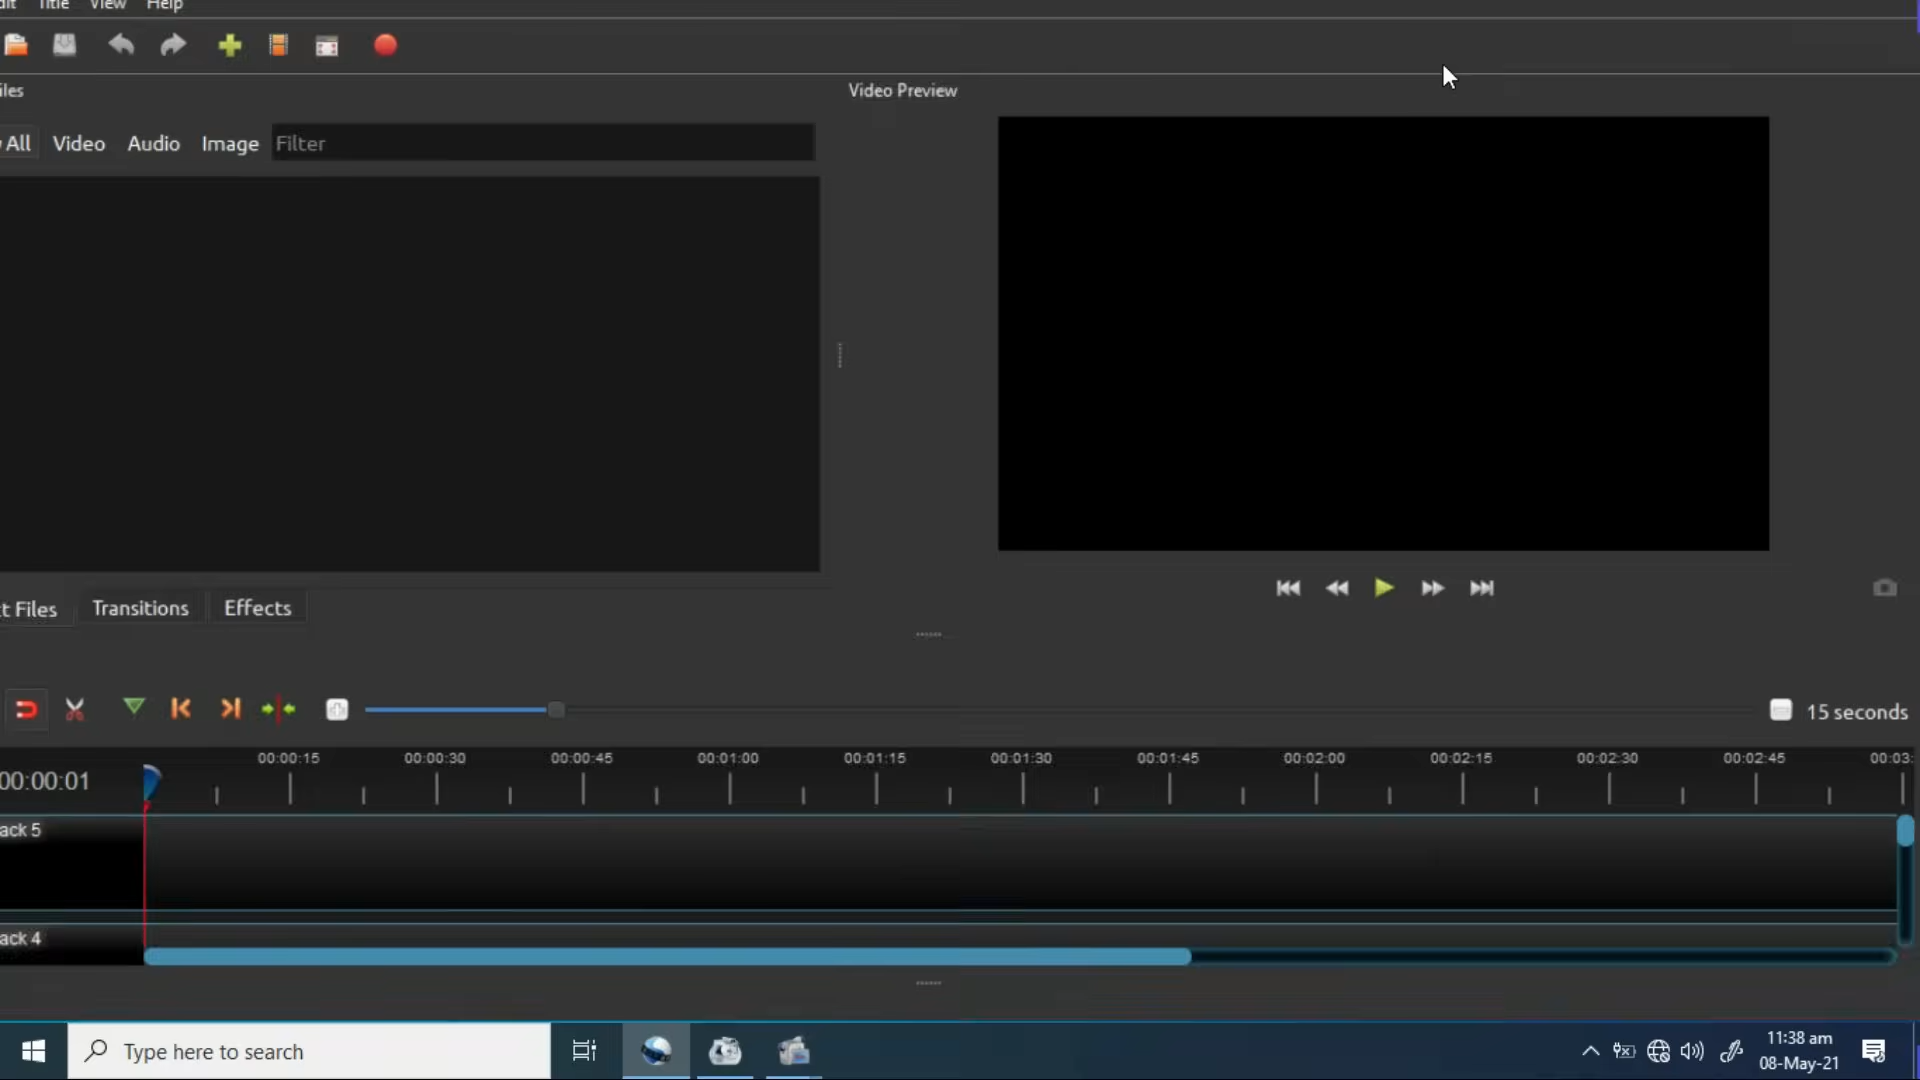 dit Title View Help
iles
Video Preview
All Video Audio Image Filter
t Files Transitions Effects
15 seconds
00:00:15 00:00:30 00:00:45 00:01:00 00:01:15 00:01:30 00:01:45 00:02:00 00:02:15 00:02:30 00:02:45 00:03:
00:00:01
ack 5
ack 4
Type here to search
11:38 am
08-May-21